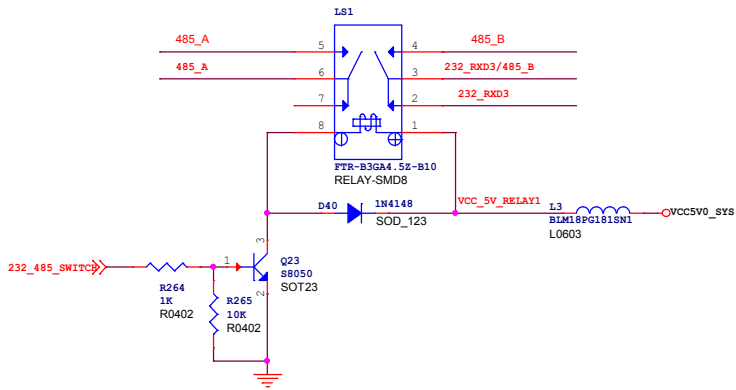 LS1
485_A
5
4
485_B
485_A
6
3
232_RXD3/485_B
7
2
232_RXD3
8
1
FTR-B3GA4.5Z-B10
RELAY-SMD8
D40
1N4148
SOD_123
VCC_5V_RELAY1
L3
BLM18PG181SN1
L0603
VCC5V0_SYS
232_485_SWITCH
R264
1K
R0402
R265
10K
R0402
1
3
2
Q23
S8050
SOT23